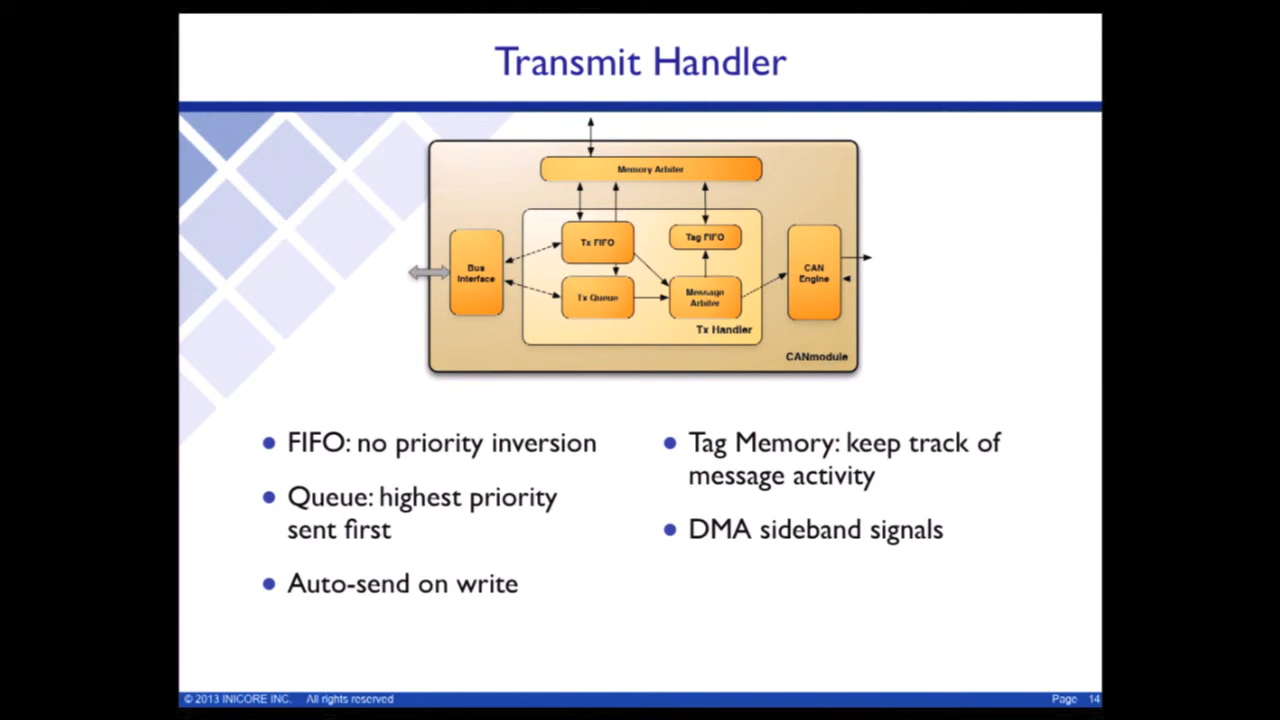 Transmit Handler
Memory Arbiter
Tx FIFO
Tag FIFO
Bus
Interface
CAN
Engine
Tx Queue
Message
Arbiter
Tx Handler
CANmodule
FIFO: no priority inversion
Queue: highest priority
sent first
Auto-send on write
Tag Memory: keep track of
message activity
DMA sideband signals
© 2013 INICORE INC. All rights reserved
Page 14